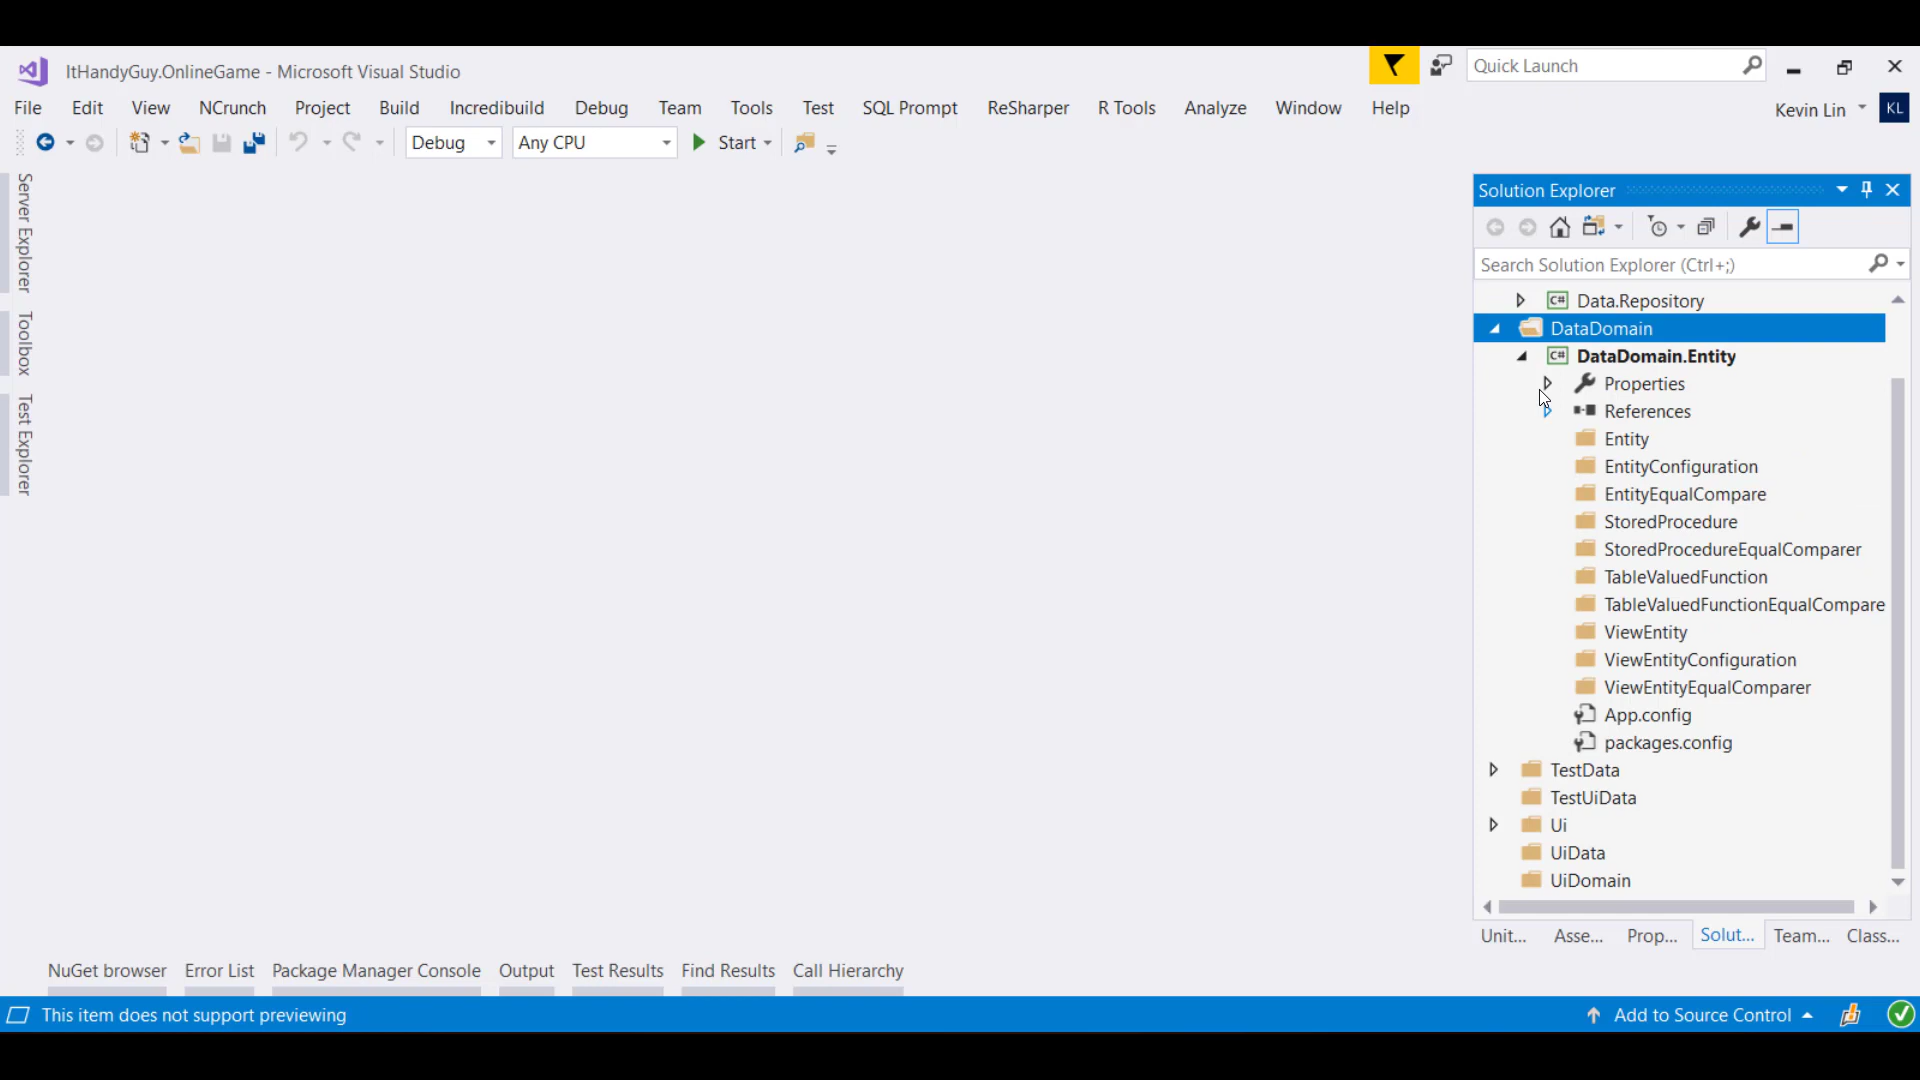 ItHandyGuy.OnlineGame - Microsoft Visual Studio
Quick Launch
File Edit View NCrunch Project Build Incredibuild Debug Team Tools Test SQL Prompt ReSharper R Tools Analyze Window Help
Kevin Lin KL
Debug Any CPU Start
Server Explorer
Toolbox
Test Explorer
Solution Explorer
Search Solution Explorer (Ctrl+;)
C# Data.Repository
DataDomain
C# DataDomain.Entity
Properties
References
Entity
EntityConfiguration
EntityEqualCompare
StoredProcedure
StoredProcedureEqualComparer
TableValuedFunction
TableValuedFunctionEqualCompare
ViewEntity
ViewEntityConfiguration
ViewEntityEqualComparer
App.config
packages.config
TestData
TestUiData
Ui
UiData
UiDomain
Unit... Asse... Prop... Solut... Team... Class...
NuGet browser Error List Package Manager Console Output Test Results Find Results Call Hierarchy
This item does not support previewing
Add to Source Control